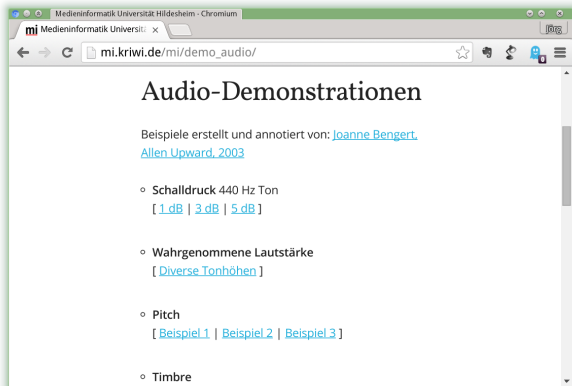 Medieninformatik Universität Hildesheim - Chromium
mi Medieninformatik Universit
Jörg
mi.kriwi.de/mi/demo_audio/
0
Audio-Demonstrationen
Beispiele erstellt und annotiert von: Joanne Bengert.
Allen Upward, 2003
Schalldruck 440 Hz Ton
[ 1 dB | 3 dB | 5 dB ]
Wahrgenommene Lautstärke
[ Diverse Tonhöhen ]
Pitch
[ Beispiel 1 | Beispiel 2 | Beispiel 3 ]
Timbre